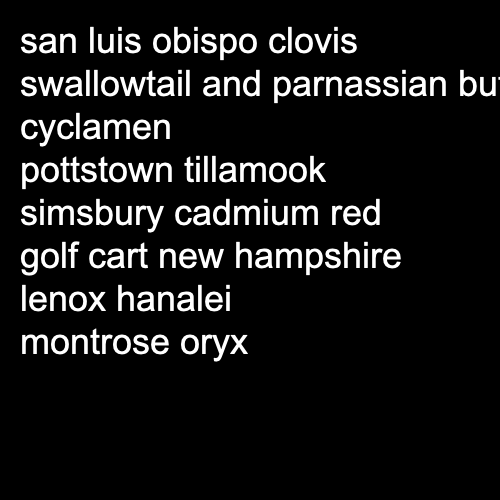 san luis obispo clovis
swallowtail and parnassian
cyclamen
pottstown tillamook
simsbury cadmium red
golf cart new hampshire
lenox hanalei
montrose oryx